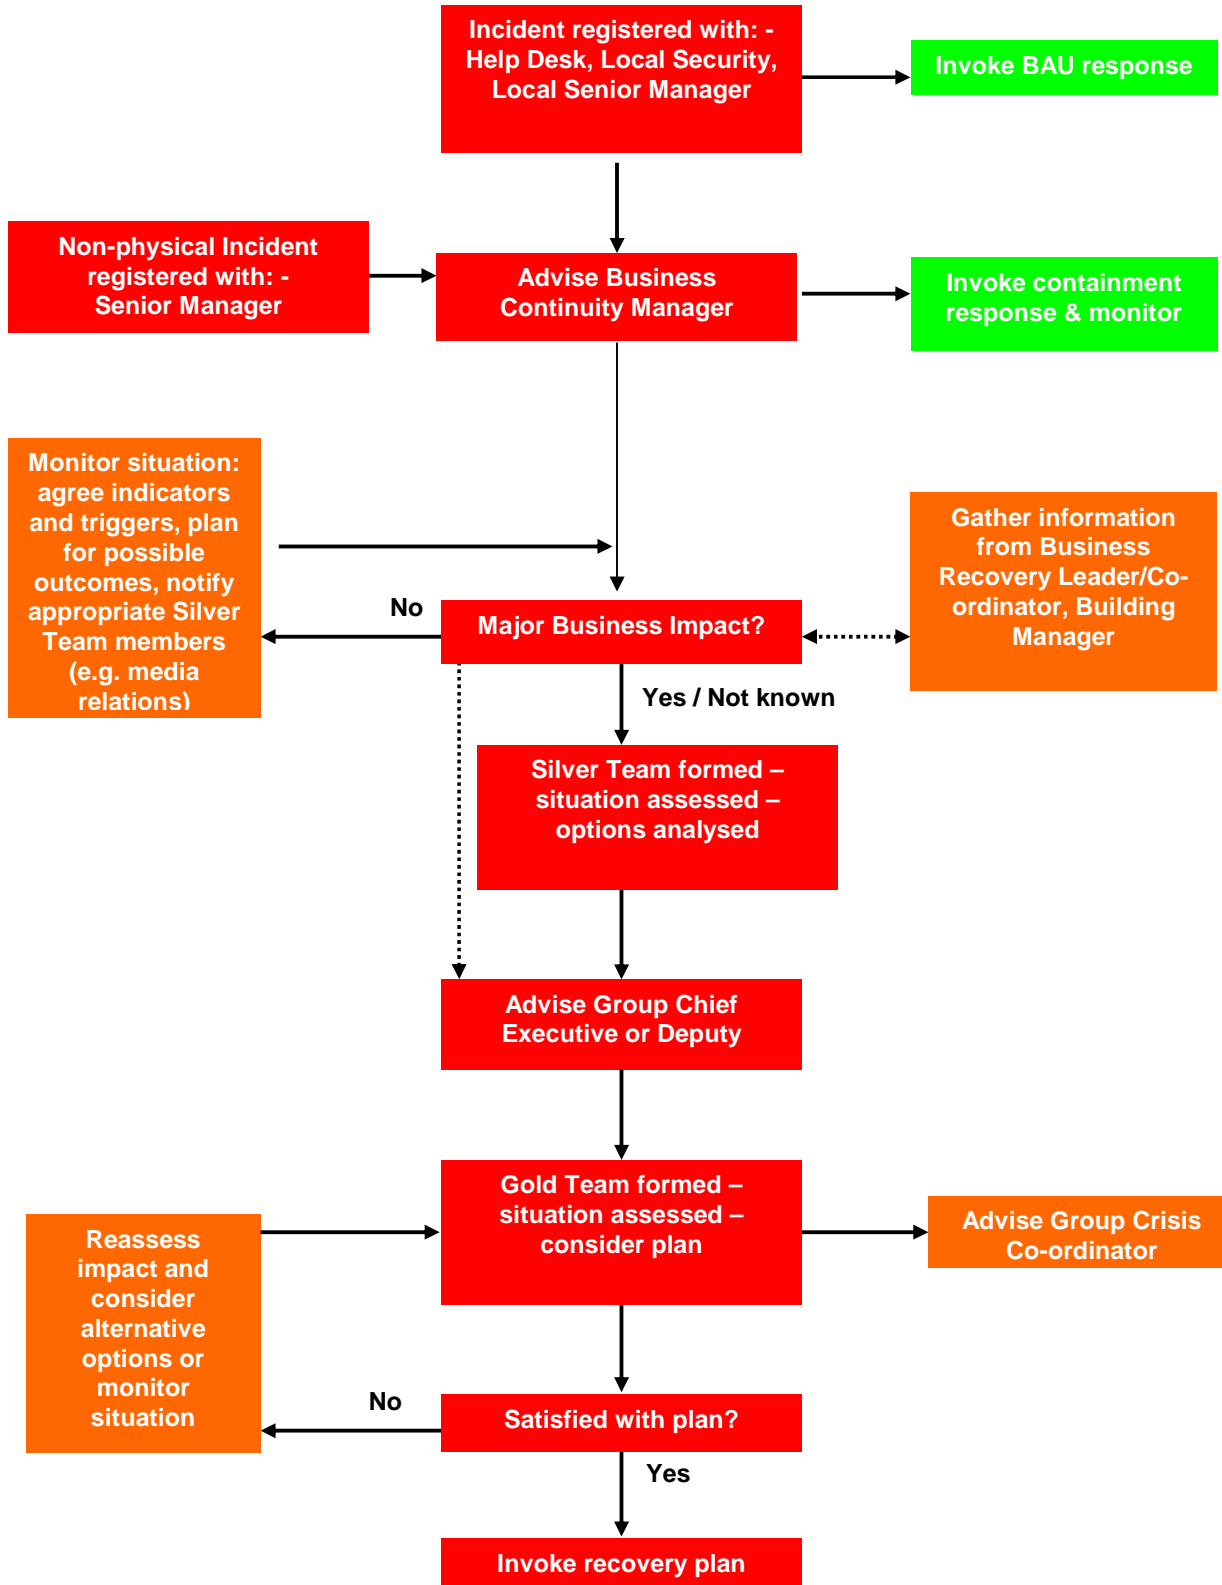 Incident registered with: -
Help Desk, Local Security,
Local Senior Manager
Invoke BAU response
Non-physical Incident
registered with: -
Senior Manager
Advise Business
Continuity Manager
Invoke containment
response & monitor
Monitor situation:
agree indicators
and triggers, plan
for possible
outcomes, notify
appropriate Silver
Team members
(e.g. media
relations)
Gather information
from Business
Recovery Leader/Co-
ordinator, Building
Manager
No
Major Business Impact?
Yes / Not known
Silver Team formed –
situation assessed –
options analysed
Advise Group Chief
Executive or Deputy
Gold Team formed –
situation assessed –
consider plan
Advise Group Crisis
Co-ordinator
Reassess
impact and
consider
alternative
options or
monitor
situation
No
Satisfied with plan?
Yes
Invoke recovery plan